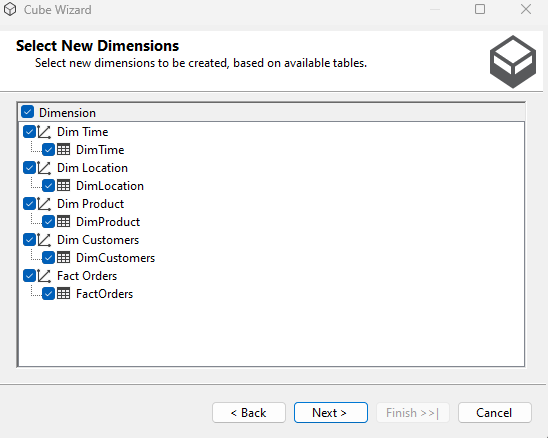 Cube Wizard
Select New Dimensions
Select new dimensions to be created, based on available tables.
Dimension
Dim Time
DimTime
Dim Location
DimLocation
Dim Product
DimProduct
Dim Customers
DimCustomers
Fact Orders
FactOrders
< Back Next > Finish >>| Cancel